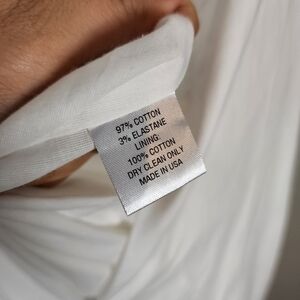 97% COTTON
3% ELASTANE
LINING:
100% COTTON
DRY CLEAN ONLY
MADE IN USA